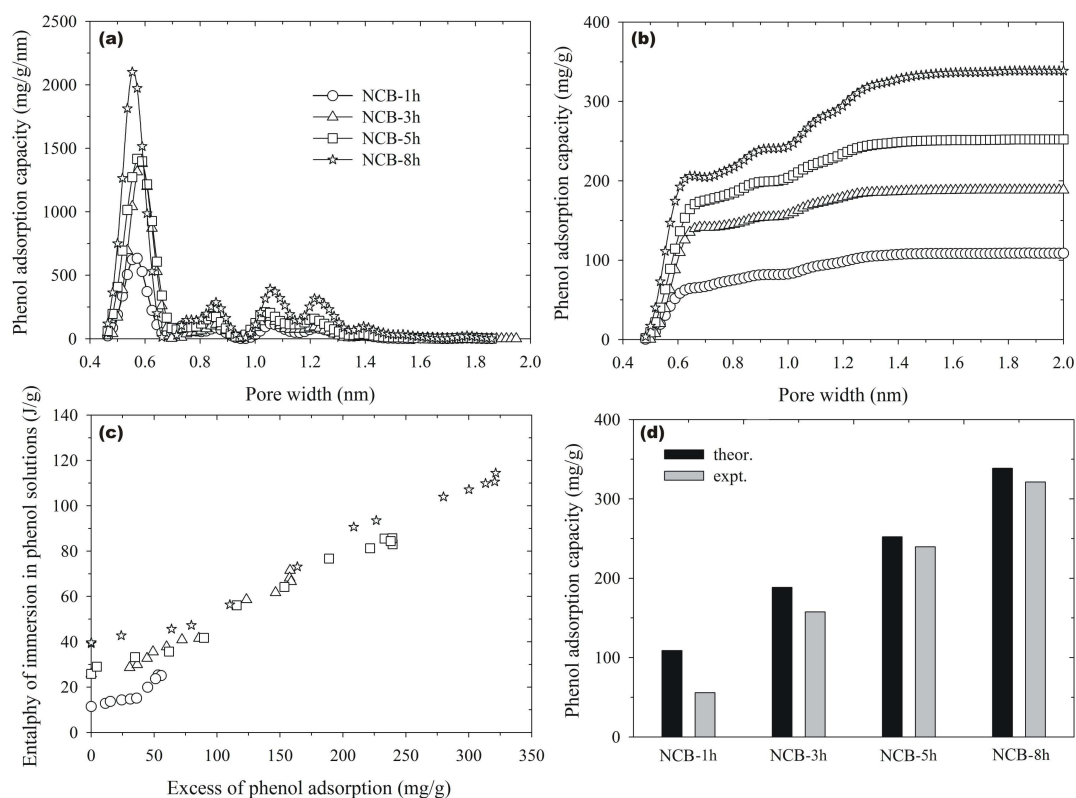 (a)
Phenol adsorption capacity (mg/g/nm)
2500
2000
1500
1000
500
0
NCB-1h
NCB-3h
NCB-5h
NCB-8h
0.4 0.6 0.8 1.0 1.2 1.4 1.6 1.8 2.0
Pore width (nm)
(b)
Phenol adsorption capacity (mg/g)
400
300
200
100
0
0.4 0.6 0.8 1.0 1.2 1.4 1.6 1.8 2.0
Pore width (nm)
(c)
Entalphy of immersion in phenol solutions (J/g)
140
120
100
80
60
40
20
0
0 50 100 150 200 250 300 350
Excess of phenol adsorption (mg/g)
(d)
Phenol adsorption capacity (mg/g)
400
300
200
100
0
theor.
expt.
NCB-1h NCB-3h NCB-5h NCB-8h